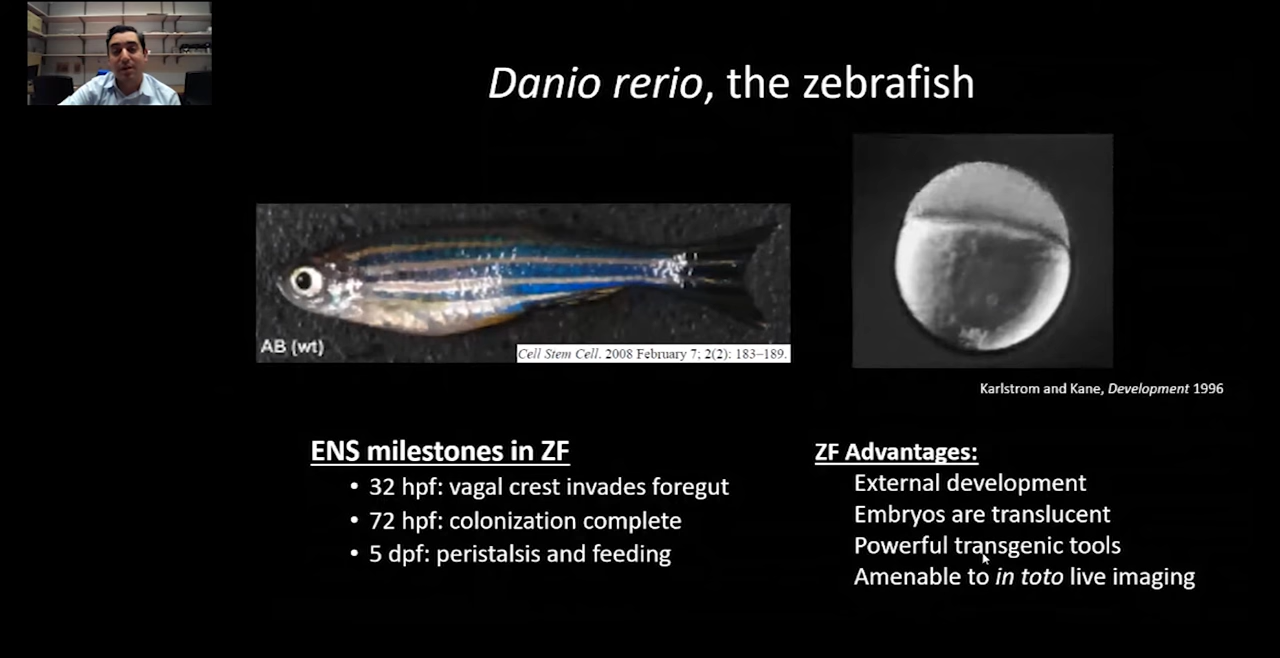 Danio rerio, the zebrafish
AB (wt)
Cell Stem Cell. 2008 February 7; 2(2): 183–189.
Karlstrom and Kane, Development 1996
ENS milestones in ZF
• 32 hpf: vagal crest invades foregut
• 72 hpf: colonization complete
• 5 dpf: peristalsis and feeding
ZF Advantages:
External development
Embryos are translucent
Powerful transgenic tools
Amenable to in toto live imaging